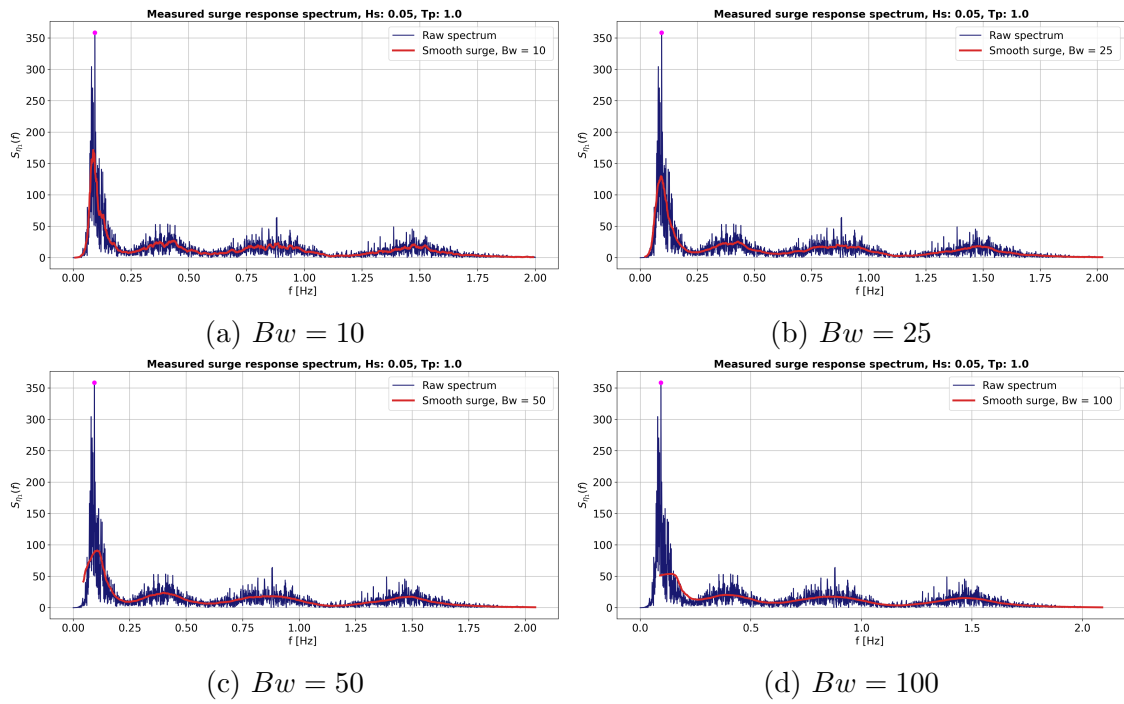 Measured surge response spectrum, Hs: 0.05, Tp: 1.0
Raw spectrum
Smooth surge, Bw = 10
350
300
250
200
150
100
50
0
S_{η_1}(f)
0.00 0.25 0.50 0.75 1.00 1.25 1.50 1.75 2.00
f [Hz]
(a) Bw = 10
Measured surge response spectrum, Hs: 0.05, Tp: 1.0
Raw spectrum
Smooth surge, Bw = 25
350
300
250
200
150
100
50
0
S_{η_1}(f)
0.00 0.25 0.50 0.75 1.00 1.25 1.50 1.75 2.00
f [Hz]
(b) Bw = 25
Measured surge response spectrum, Hs: 0.05, Tp: 1.0
Raw spectrum
Smooth surge, Bw = 50
350
300
250
200
150
100
50
0
S_{η_1}(f)
0.00 0.25 0.50 0.75 1.00 1.25 1.50 1.75 2.00
f [Hz]
(c) Bw = 50
Measured surge response spectrum, Hs: 0.05, Tp: 1.0
Raw spectrum
Smooth surge, Bw = 100
350
300
250
200
150
100
50
0
S_{η_1}(f)
0.0 0.5 1.0 1.5 2.0
f [Hz]
(d) Bw = 100